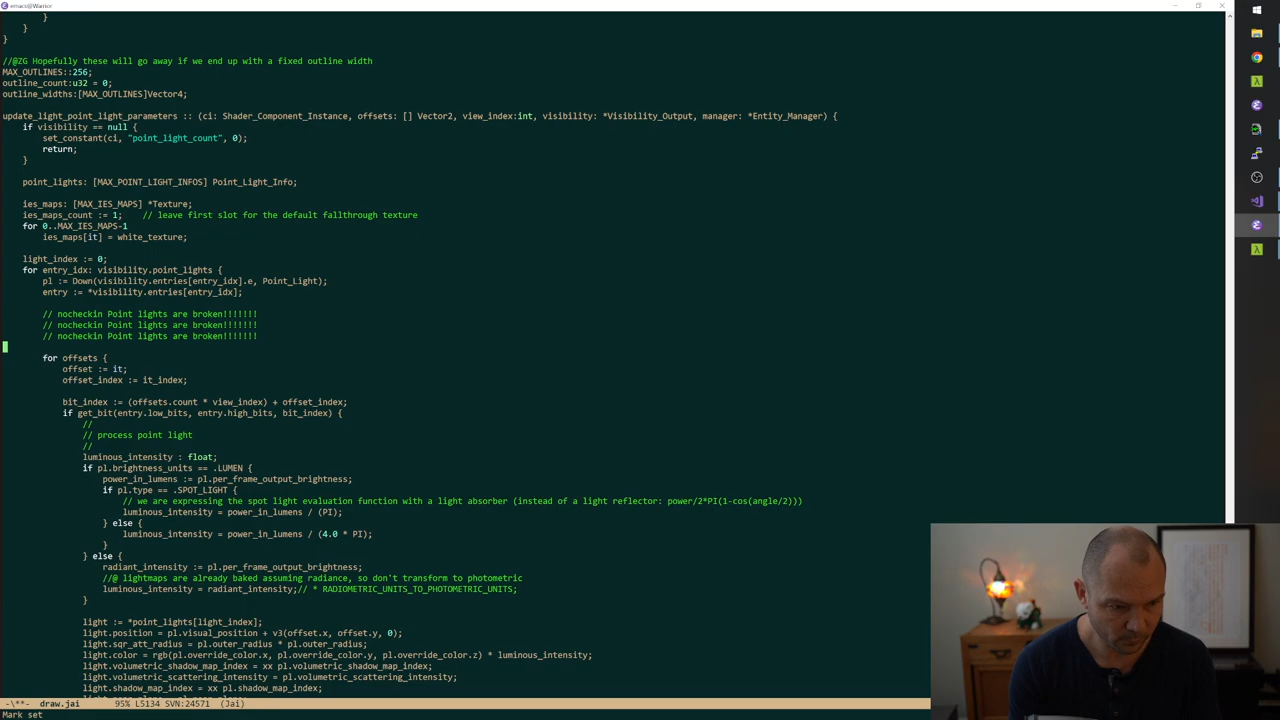 emacs@Warrior
}
}
}
//@ZG Hopefully these will go away if we end up with a fixed outline width
MAX_OUTLINES::256;
outline_count:u32 = 0;
outline_widths:[MAX_OUTLINES]Vector4;
update_light_point_light_parameters :: (ci: Shader_Component_Instance, offsets: [] Vector2, view_index:int, visibility: *Visibility_Output, manager: *Entity_Manager) {
if visibility == null {
set_constant(ci, "point_light_count", 0);
return;
}
point_lights: [MAX_POINT_LIGHT_INFOS] Point_Light_Info;
ies_maps: [MAX_IES_MAPS] *Texture;
ies_maps_count := 1;    // leave first slot for the default fallthrough texture
for 0..MAX_IES_MAPS-1
ies_maps[it] = white_texture;
light_index := 0;
for entry_idx: visibility.point_lights {
pl := Down(visibility.entries[entry_idx].e, Point_Light);
entry := *visibility.entries[entry_idx];
// nocheckin Point lights are broken!!!!!!!
// nocheckin Point lights are broken!!!!!!!
// nocheckin Point lights are broken!!!!!!!
for offsets {
offset := it;
offset_index := it_index;
bit_index := (offsets.count * view_index) + offset_index;
if get_bit(entry.low_bits, entry.high_bits, bit_index) {
//
// process point light
//
luminous_intensity : float;
if pl.brightness_units == .LUMEN {
power_in_lumens := pl.per_frame_output_brightness;
if pl.type == .SPOT_LIGHT {
// we are expressing the spot light evaluation function with a light absorber (instead of a light reflector: power/2*PI(1-cos(angle/2)))
luminous_intensity = power_in_lumens / (PI);
} else {
luminous_intensity = power_in_lumens / (4.0 * PI);
}
} else {
radiant_intensity := pl.per_frame_output_brightness;
//@ lightmaps are already baked assuming radiance, so don't transform to photometric
luminous_intensity = radiant_intensity;// * RADIOMETRIC_UNITS_TO_PHOTOMETRIC_UNITS;
}
light := *point_lights[light_index];
light.position = pl.visual_position + v3(offset.x, offset.y, 0);
light.sqr_att_radius = pl.outer_radius * pl.outer_radius;
light.color = rgb(pl.override_color.x, pl.override_color.y, pl.override_color.z) * luminous_intensity;
light.volumetric_shadow_map_index = xx pl.volumetric_shadow_map_index;
light.volumetric_scattering_intensity = pl.volumetric_scattering_intensity;
light.shadow_map_index = xx pl.shadow_map_index;
-\**-  draw.jai       95% L5134 SVN:24571  (Jai)
Mark set